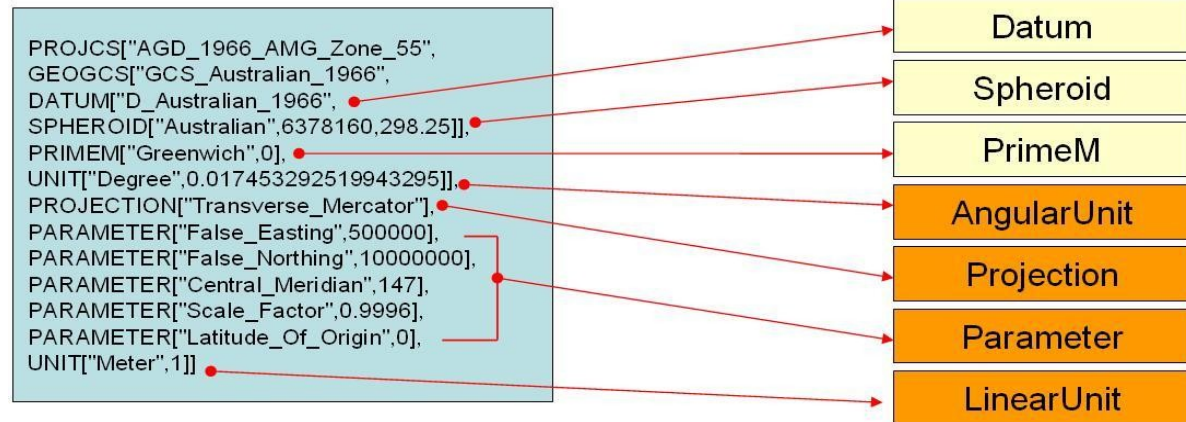 PROJCS["AGD_1966_AMG_Zone_55",
GEOGCS["GCS_Australian_1966",
DATUM["D_Australian_1966",
SPHEROID["Australian",6378160,298.25]],
PRIMEM["Greenwich",0],
UNIT["Degree",0.017453292519943295]],
PROJECTION["Transverse_Mercator"],
PARAMETER["False_Easting",500000],
PARAMETER["False_Northing",10000000],
PARAMETER["Central_Meridian",147],
PARAMETER["Scale_Factor",0.9996],
PARAMETER["Latitude_Of_Origin",0],
UNIT["Meter",1]]
Datum
Spheroid
PrimeM
AngularUnit
Projection
Parameter
LinearUnit